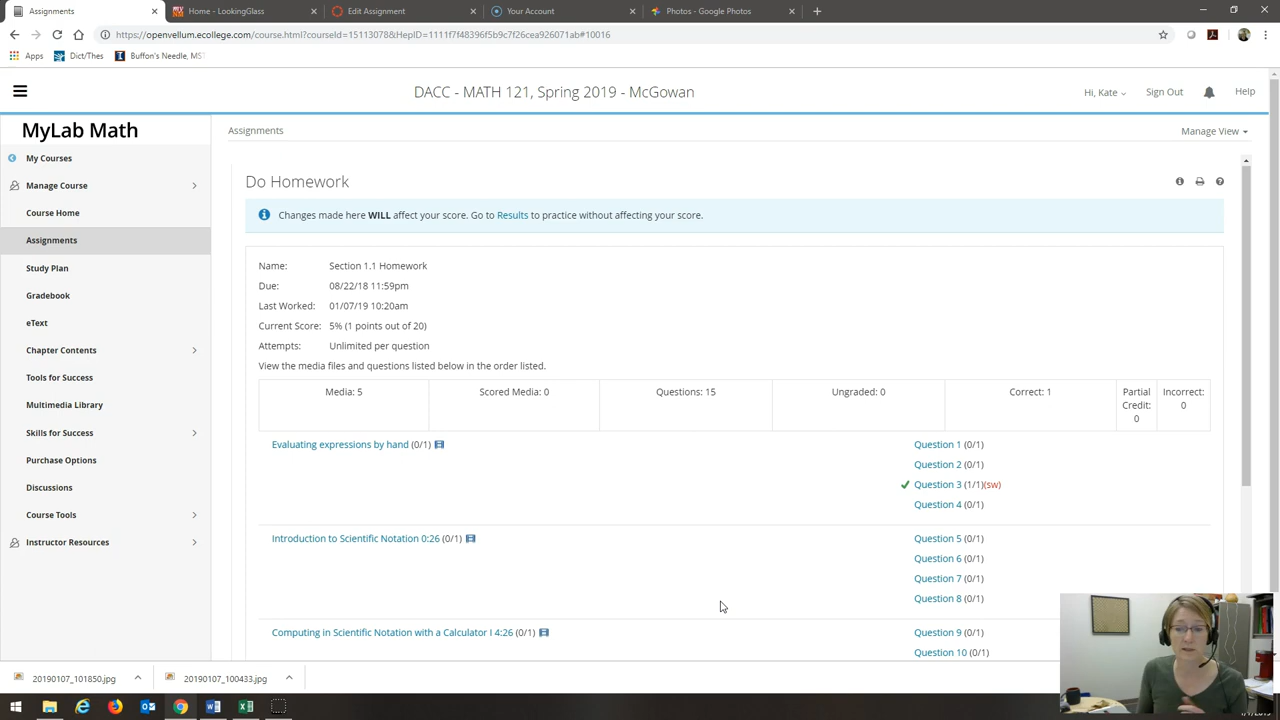 Assignments
Home - LookingGlass
Edit Assignment
Your Account
Photos - Google Photos
https://openvellum.ecollege.com/course.html?courseId=15113078&HepID=1111f7f48396f5b9c7f26cea926071ab#10016
Apps
Dict/Thes
Buffon's Needle, MST
DACC - MATH 121, Spring 2019 - McGowan
Hi, Kate
Sign Out
Help
MyLab Math
Assignments
Manage View
My Courses
Manage Course
Course Home
Assignments
Study Plan
Gradebook
eText
Chapter Contents
Tools for Success
Multimedia Library
Skills for Success
Purchase Options
Discussions
Course Tools
Instructor Resources
Do Homework
Changes made here WILL affect your score. Go to Results to practice without affecting your score.
Name: Section 1.1 Homework
Due: 08/22/18 11:59pm
Last Worked: 01/07/19 10:20am
Current Score: 5% (1 points out of 20)
Attempts: Unlimited per question
View the media files and questions listed below in the order listed.
Media: 5
Scored Media: 0
Questions: 15
Ungraded: 0
Correct: 1
Partial Credit: 0
Incorrect: 0
Evaluating expressions by hand (0/1)
Question 1 (0/1)
Question 2 (0/1)
Question 3 (1/1)(sw)
Question 4 (0/1)
Introduction to Scientific Notation 0:26 (0/1)
Question 5 (0/1)
Question 6 (0/1)
Question 7 (0/1)
Question 8 (0/1)
Computing in Scientific Notation with a Calculator I 4:26 (0/1)
Question 9 (0/1)
Question 10 (0/1)
20190107_101850.jpg
20190107_100433.jpg